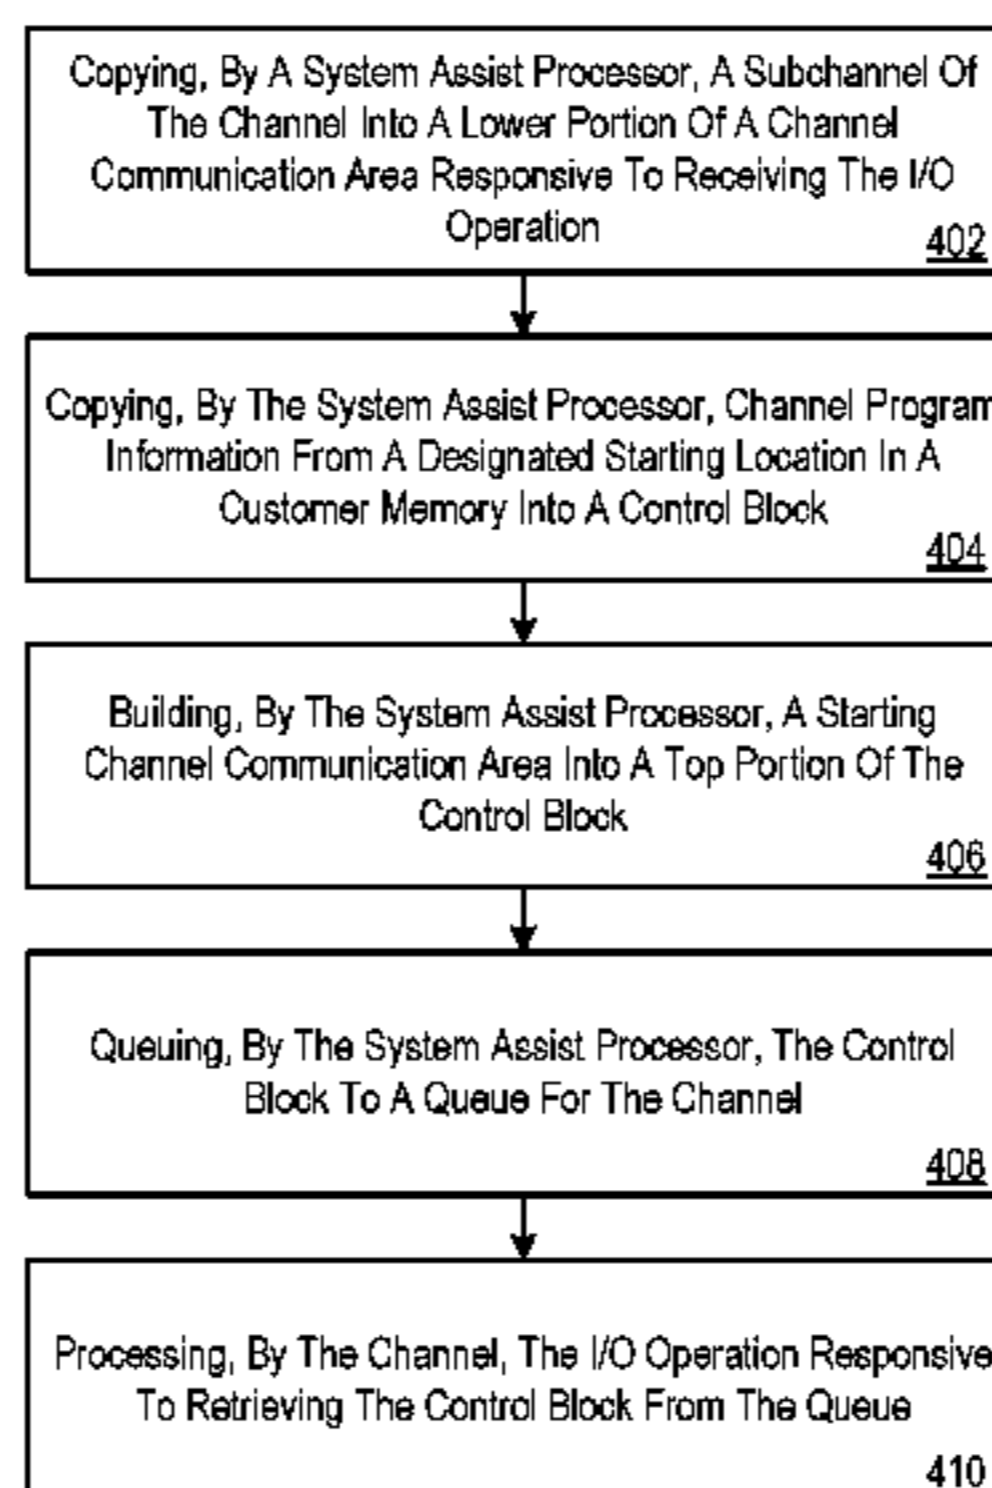 Copying, By A System Assist Processor, A Subchannel Of
The Channel Into A Lower Portion Of A Channel
Communication Area Responsive To Receiving The I/O
Operation
402
Copying, By The System Assist Processor, Channel Program
Information From A Designated Starting Location In A
Customer Memory Into A Control Block
404
Building, By The System Assist Processor, A Starting
Channel Communication Area Into A Top Portion Of The
Control Block
406
Queuing, By The System Assist Processor, The Control
Block To A Queue For The Channel
408
Processing, By The Channel, The I/O Operation Responsive
To Retrieving The Control Block From The Queue
410